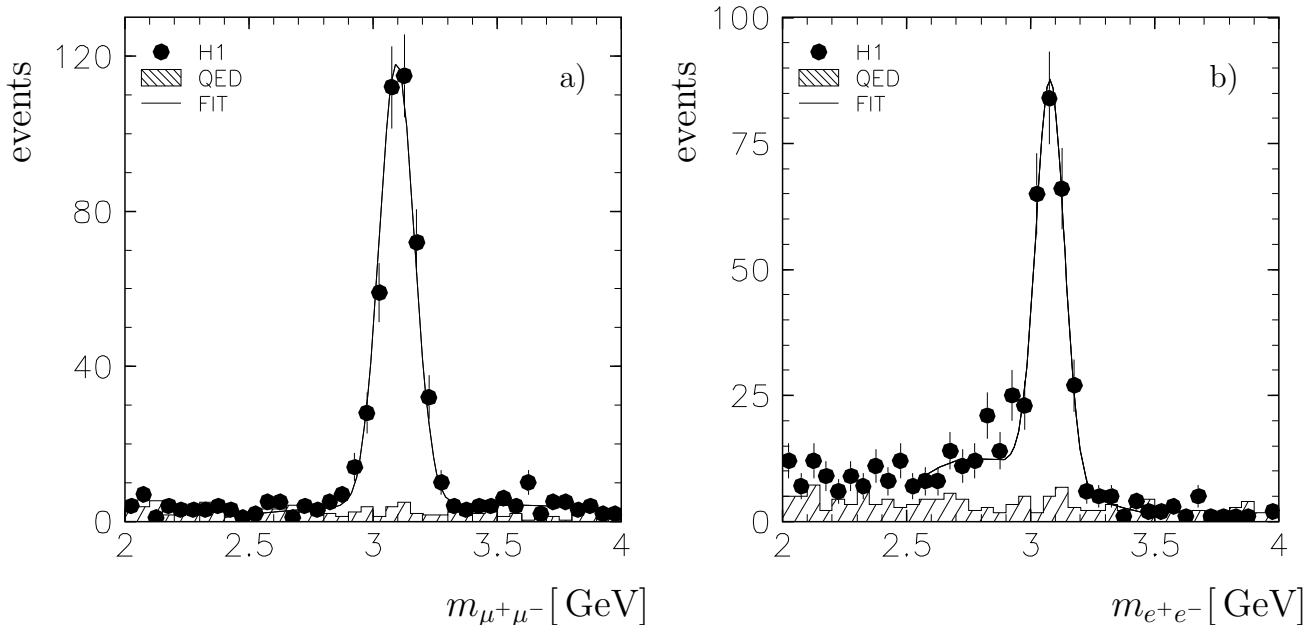 events
120
80
40
0
H1
QED
FIT
a)
2
2.5
3
3.5
4
m_{μ⁺μ⁻} [GeV]
events
100
75
50
25
0
H1
QED
FIT
b)
2
2.5
3
3.5
4
m_{e⁺e⁻} [GeV]